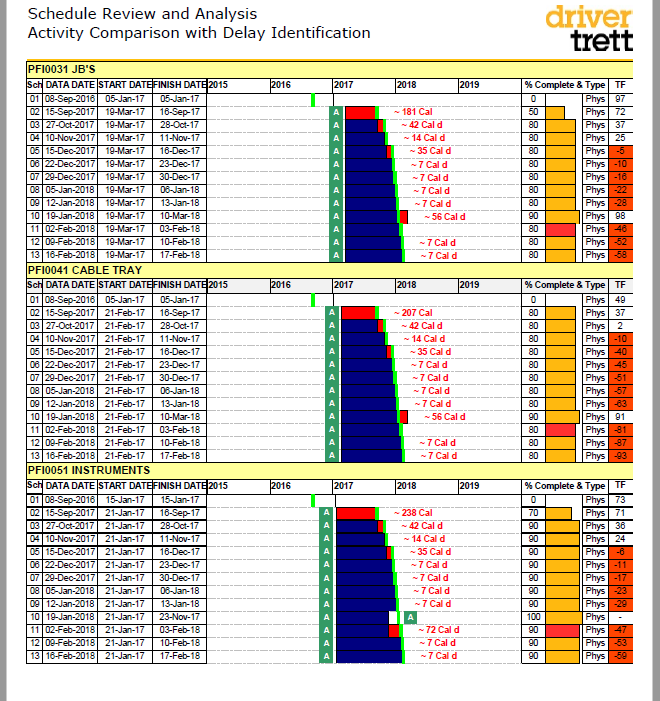 Schedule Review and Analysis
Activity Comparison with Delay Identification
driver
trett
PFI0031 JB'S
Sch DATA DATE START DATE FINISH DATE 2015 2016 2017 2018 2019 % Complete & Type TF
01 08-Sep-2016 05-Jan-17 05-Jan-17 0 Phys 97
02 15-Sep-2017 19-Mar-17 16-Sep-17 A ~ 181 Cal 50 Phys 72
03 27-Oct-2017 19-Mar-17 28-Oct-17 A ~ 42 Cal d 80 Phys 37
04 10-Nov-2017 19-Mar-17 11-Nov-17 A ~ 14 Cal d 80 Phys 25
05 15-Dec-2017 19-Mar-17 16-Dec-17 A ~ 35 Cal d 80 Phys -5
06 22-Dec-2017 19-Mar-17 23-Dec-17 A ~ 7 Cal d 80 Phys -10
07 29-Dec-2017 19-Mar-17 30-Dec-17 A ~ 7 Cal d 80 Phys -16
08 05-Jan-2018 19-Mar-17 06-Jan-18 A ~ 7 Cal d 80 Phys -22
09 12-Jan-2018 19-Mar-17 13-Jan-18 A ~ 7 Cal d 80 Phys -28
10 19-Jan-2018 19-Mar-17 10-Mar-18 A ~ 56 Cal d 90 Phys 98
11 02-Feb-2018 19-Mar-17 03-Feb-18 A 80 Phys -46
12 09-Feb-2018 19-Mar-17 10-Feb-18 A ~ 7 Cal d 80 Phys -52
13 16-Feb-2018 19-Mar-17 17-Feb-18 A ~ 7 Cal d 80 Phys -58
PFI0041 CABLE TRAY
Sch DATA DATE START DATE FINISH DATE 2015 2016 2017 2018 2019 % Complete & Type TF
01 08-Sep-2016 05-Jan-17 05-Jan-17 0 Phys 49
02 15-Sep-2017 21-Feb-17 16-Sep-17 A ~ 207 Cal 80 Phys 37
03 27-Oct-2017 21-Feb-17 28-Oct-17 A ~ 42 Cal d 80 Phys 2
04 10-Nov-2017 21-Feb-17 11-Nov-17 A ~ 14 Cal d 80 Phys -10
05 15-Dec-2017 21-Feb-17 16-Dec-17 A ~ 35 Cal d 80 Phys -40
06 22-Dec-2017 21-Feb-17 23-Dec-17 A ~ 7 Cal d 80 Phys -45
07 29-Dec-2017 21-Feb-17 30-Dec-17 A ~ 7 Cal d 80 Phys -51
08 05-Jan-2018 21-Feb-17 06-Jan-18 A ~ 7 Cal d 80 Phys -57
09 12-Jan-2018 21-Feb-17 13-Jan-18 A ~ 7 Cal d 80 Phys -63
10 19-Jan-2018 21-Feb-17 10-Mar-18 A ~ 56 Cal d 90 Phys 91
11 02-Feb-2018 21-Feb-17 03-Feb-18 A 80 Phys -81
12 09-Feb-2018 21-Feb-17 10-Feb-18 A ~ 7 Cal d 80 Phys -87
13 16-Feb-2018 21-Feb-17 17-Feb-18 A ~ 7 Cal d 80 Phys -93
PFI0051 INSTRUMENTS
Sch DATA DATE START DATE FINISH DATE 2015 2016 2017 2018 2019 % Complete & Type TF
01 08-Sep-2016 15-Jan-17 15-Jan-17 0 Phys 73
02 15-Sep-2017 21-Jan-17 16-Sep-17 A ~ 238 Cal 70 Phys 71
03 27-Oct-2017 21-Jan-17 28-Oct-17 A ~ 42 Cal d 90 Phys 36
04 10-Nov-2017 21-Jan-17 11-Nov-17 A ~ 14 Cal d 90 Phys 24
05 15-Dec-2017 21-Jan-17 16-Dec-17 A ~ 35 Cal d 90 Phys -6
06 22-Dec-2017 21-Jan-17 23-Dec-17 A ~ 7 Cal d 90 Phys -11
07 29-Dec-2017 21-Jan-17 30-Dec-17 A ~ 7 Cal d 90 Phys -17
08 05-Jan-2018 21-Jan-17 06-Jan-18 A ~ 7 Cal d 90 Phys -23
09 12-Jan-2018 21-Jan-17 13-Jan-18 A ~ 7 Cal d 90 Phys -29
10 19-Jan-2018 21-Jan-17 23-Nov-17 A A 100 Phys -
11 02-Feb-2018 21-Jan-17 03-Feb-18 A ~ 72 Cal d 90 Phys -47
12 09-Feb-2018 21-Jan-17 10-Feb-17 A ~ 7 Cal d 90 Phys -53
13 16-Feb-2018 21-Jan-17 17-Feb-18 A ~ 7 Cal d 90 Phys -59